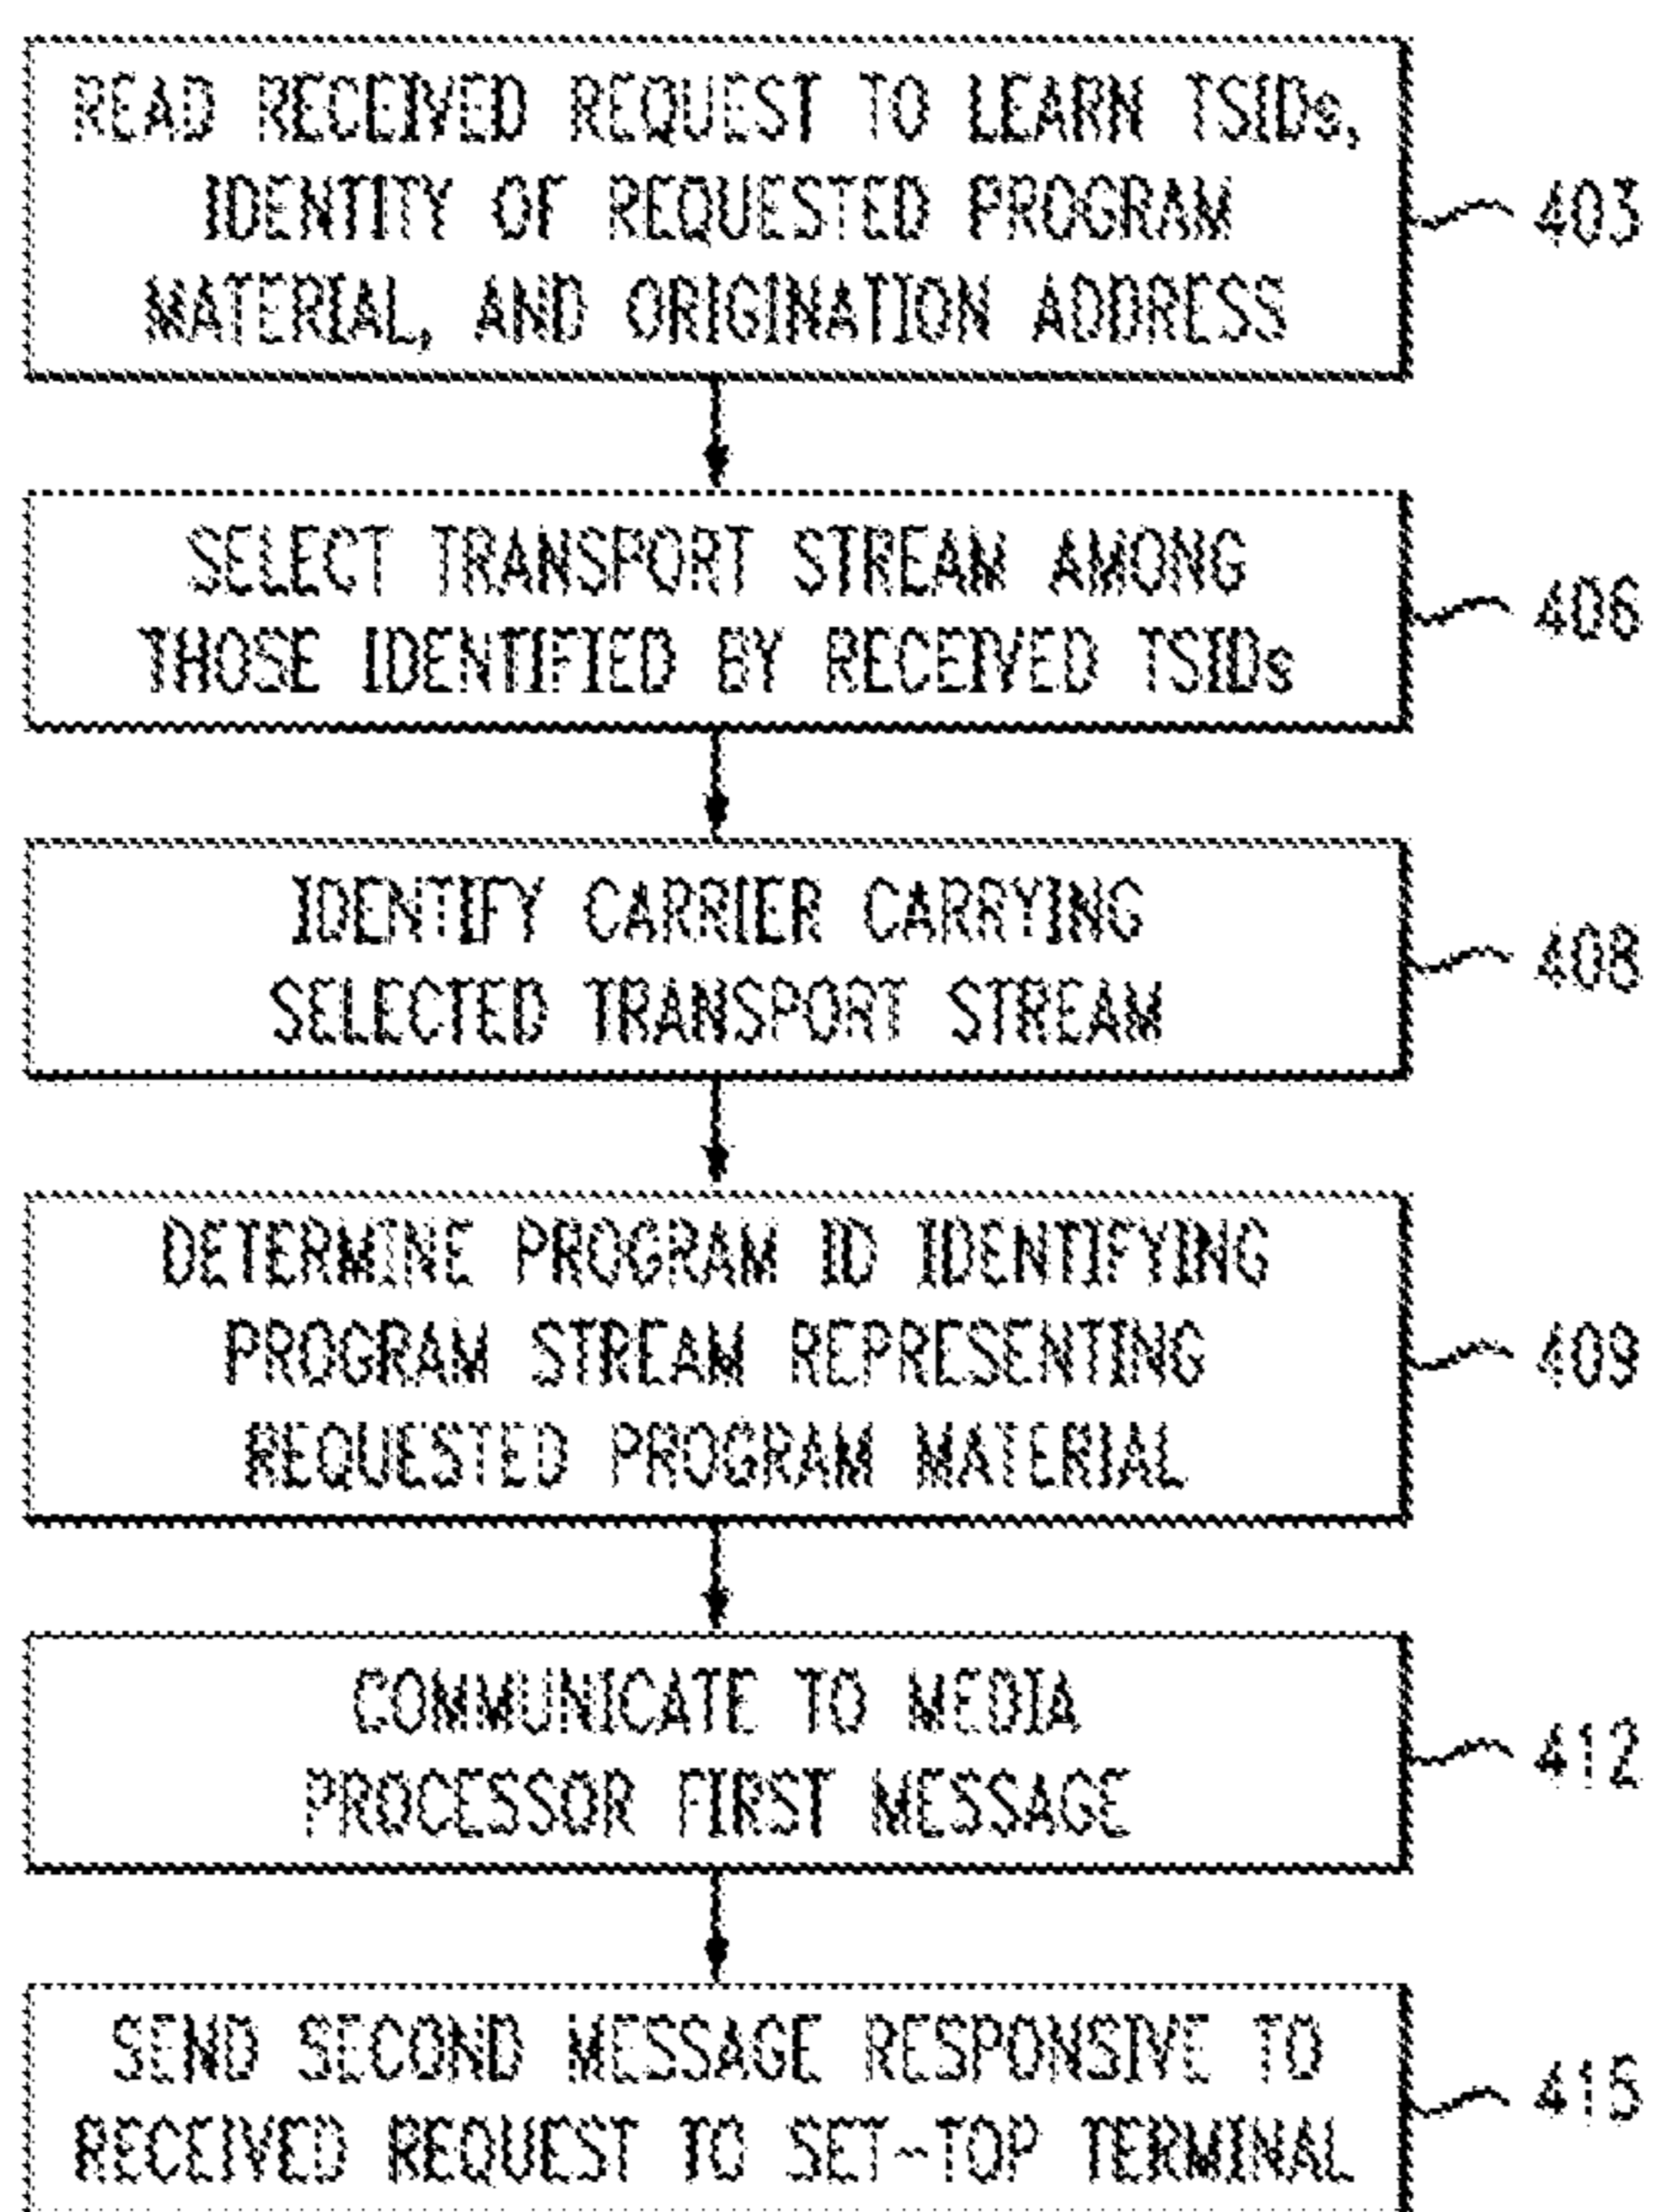 READ RECEIVED REQUEST TO LEARN TSIDs,
IDENTITY OF REQUESTED PROGRAM
MATERIAL, AND ORIGINATION ADDRESS
403
SELECT TRANSPORT STREAM AMONG
THOSE IDENTIFIED BY RECEIVED TSIDs
406
IDENTIFY CARRIER CARRYING
SELECTED TRANSPORT STREAM
408
DETERMINE PROGRAM ID IDENTIFYING
PROGRAM STREAM REPRESENTING
REQUESTED PROGRAM MATERIAL
409
COMMUNICATE TO MEDIA
PROCESSOR FIRST MESSAGE
412
SEND SECOND MESSAGE RESPONSIVE TO
RECEIVED REQUEST TO SET-TOP TERMINAL
415